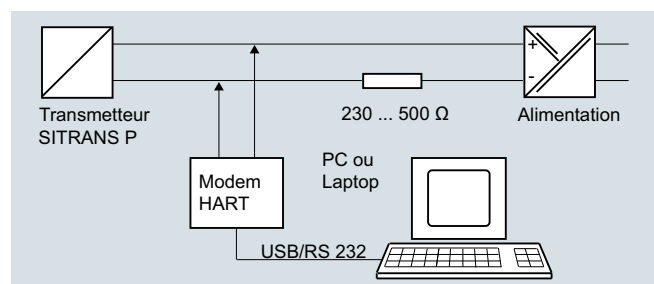 +
-
Transmetteur
SITRANS P
230 ... 500 Ω
Alimentation
Modem
HART
PC ou
Laptop
USB/RS 232